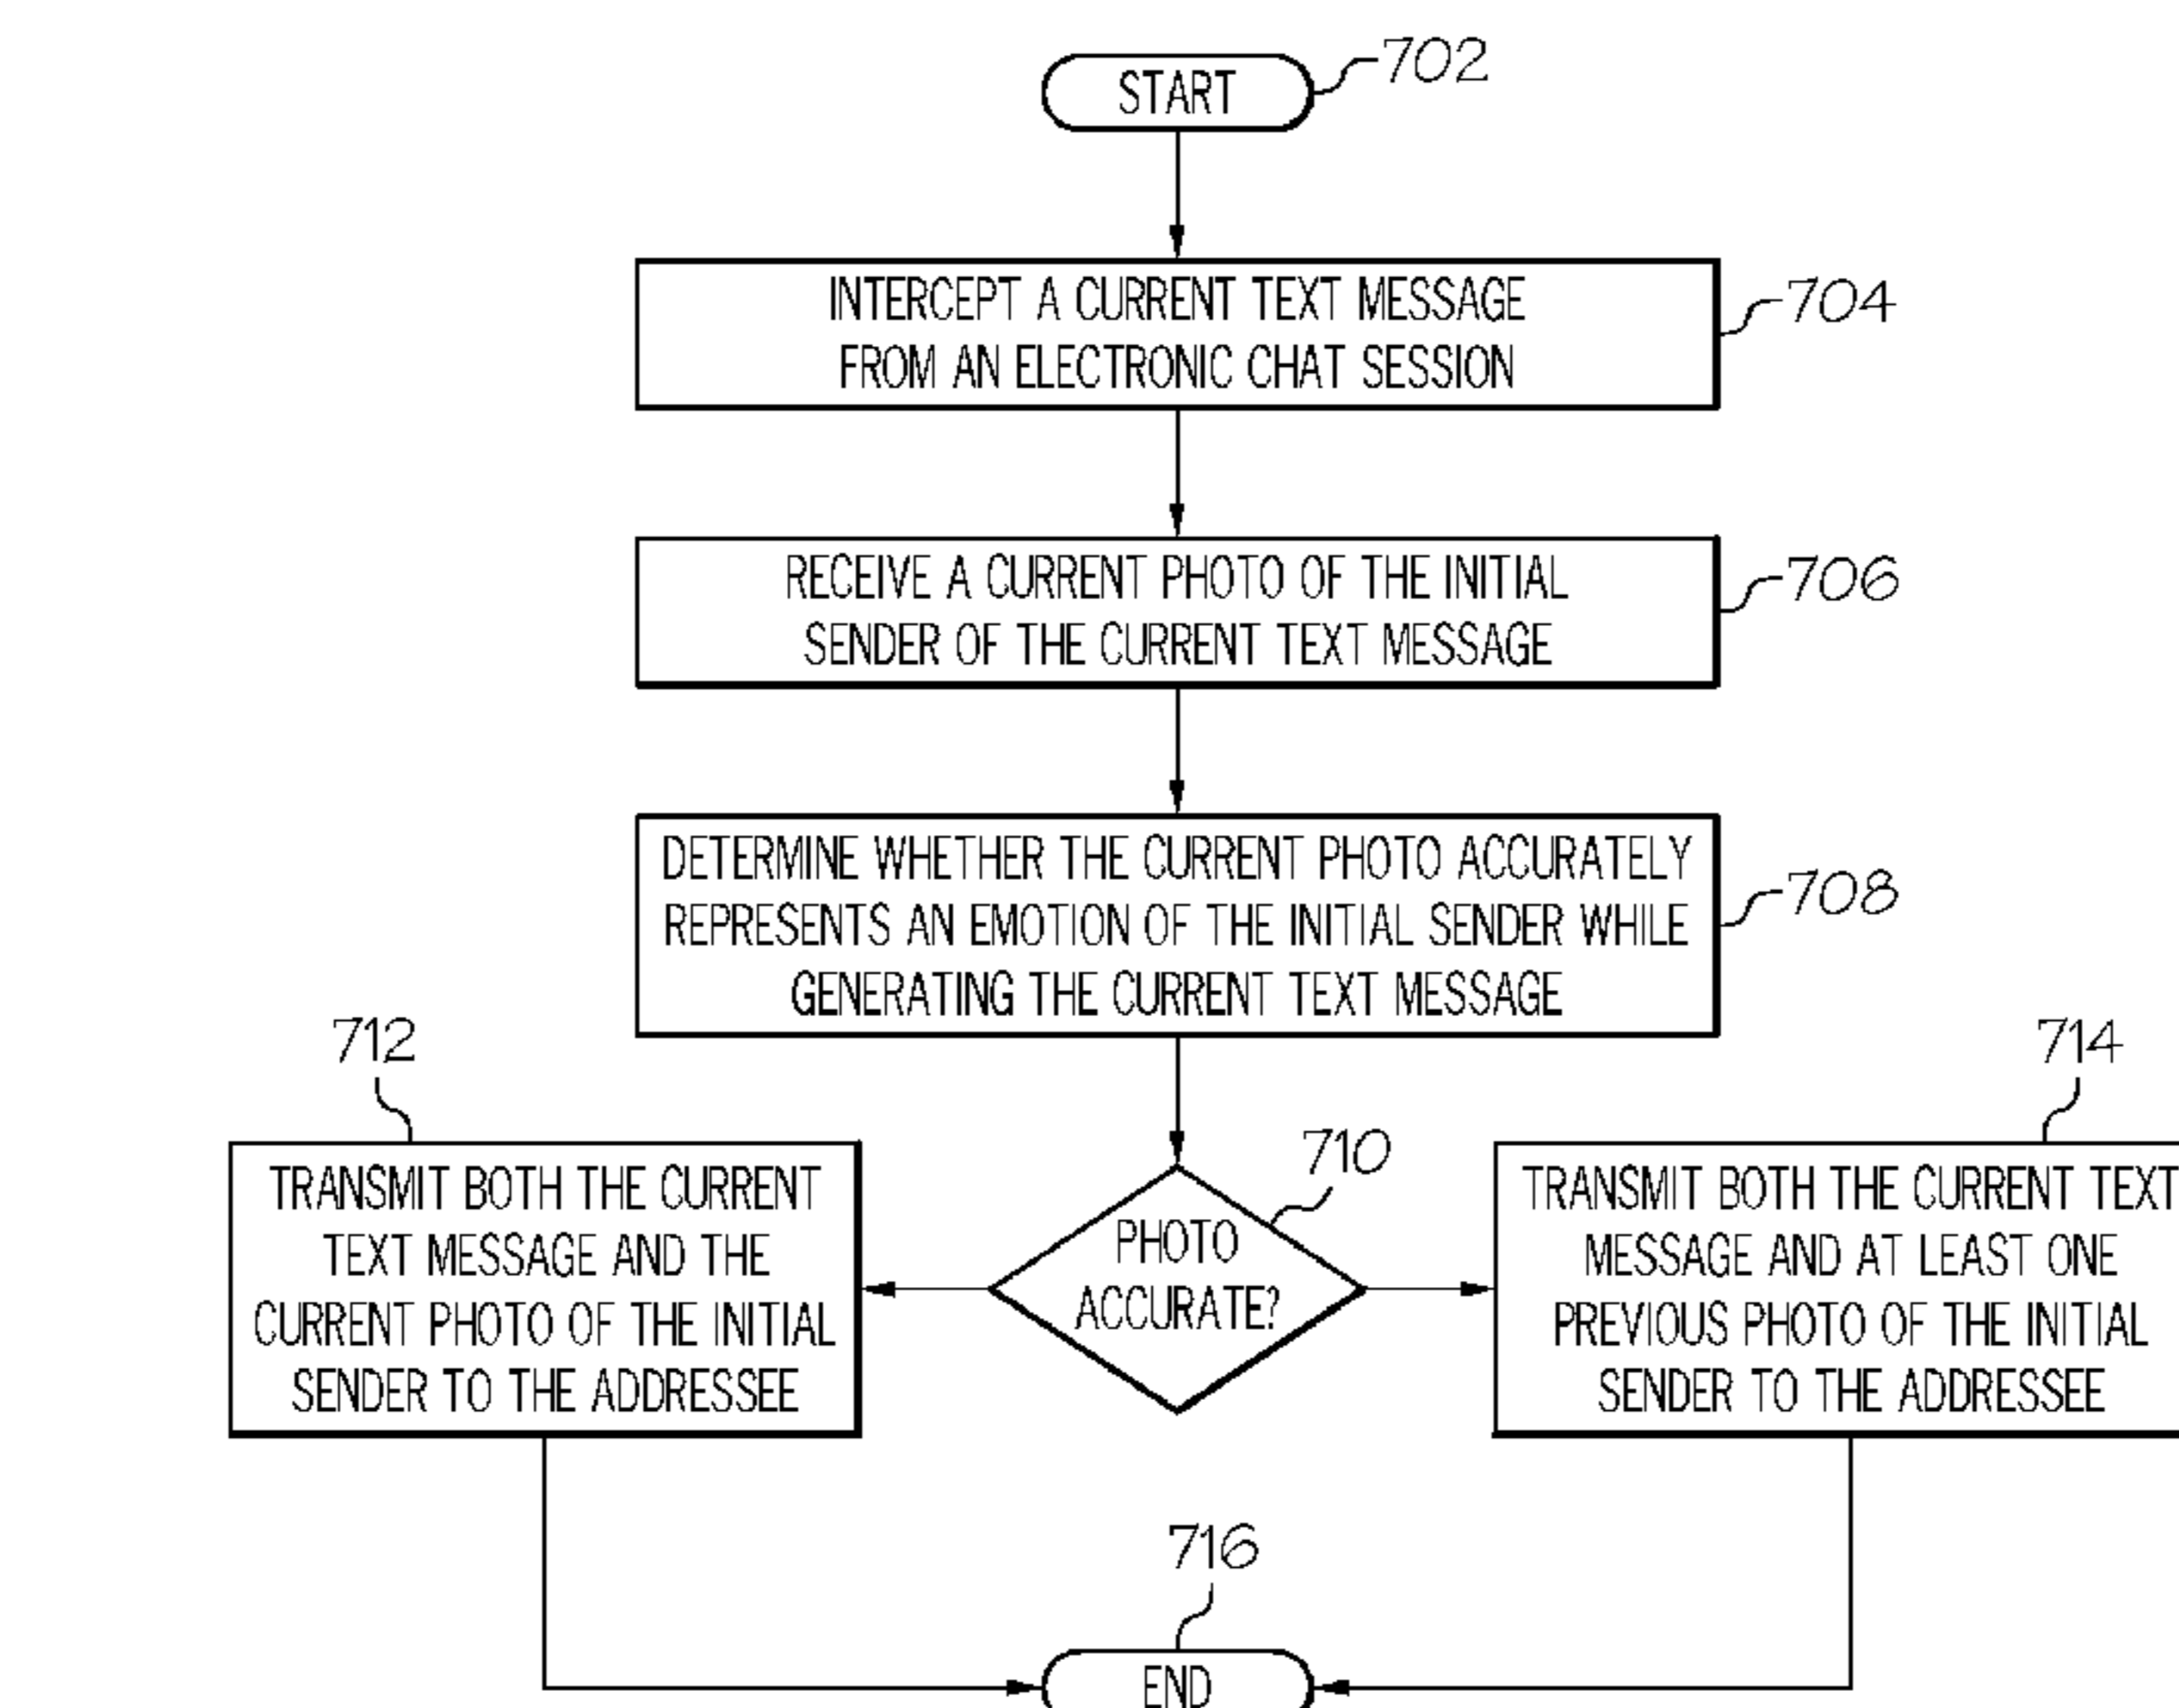 START
702
INTERCEPT A CURRENT TEXT MESSAGE
FROM AN ELECTRONIC CHAT SESSION
704
RECEIVE A CURRENT PHOTO OF THE INITIAL
SENDER OF THE CURRENT TEXT MESSAGE
706
DETERMINE WHETHER THE CURRENT PHOTO ACCURATELY
REPRESENTS AN EMOTION OF THE INITIAL SENDER WHILE
GENERATING THE CURRENT TEXT MESSAGE
708
712
TRANSMIT BOTH THE CURRENT
TEXT MESSAGE AND THE
CURRENT PHOTO OF THE INITIAL
SENDER TO THE ADDRESSEE
710
PHOTO
ACCURATE?
714
TRANSMIT BOTH THE CURRENT TEXT
MESSAGE AND AT LEAST ONE
PREVIOUS PHOTO OF THE INITIAL
SENDER TO THE ADDRESSEE
716
END